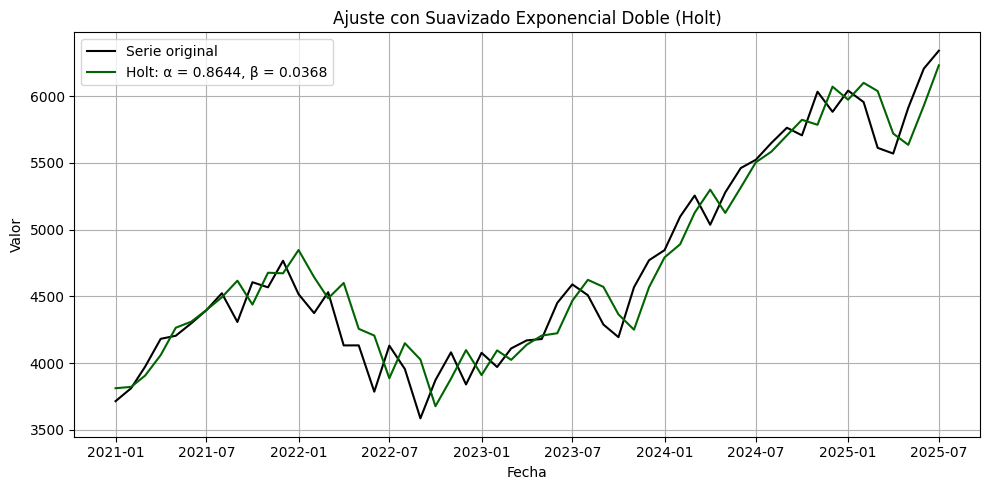 Ajuste con Suavizado Exponencial Doble (Holt)
Serie original
Holt: α = 0.8644, β = 0.0368
Valor
6000
5500
5000
4500
4000
3500
2021-01 2021-07 2022-01 2022-07 2023-01 2023-07 2024-01 2024-07 2025-01 2025-07
Fecha